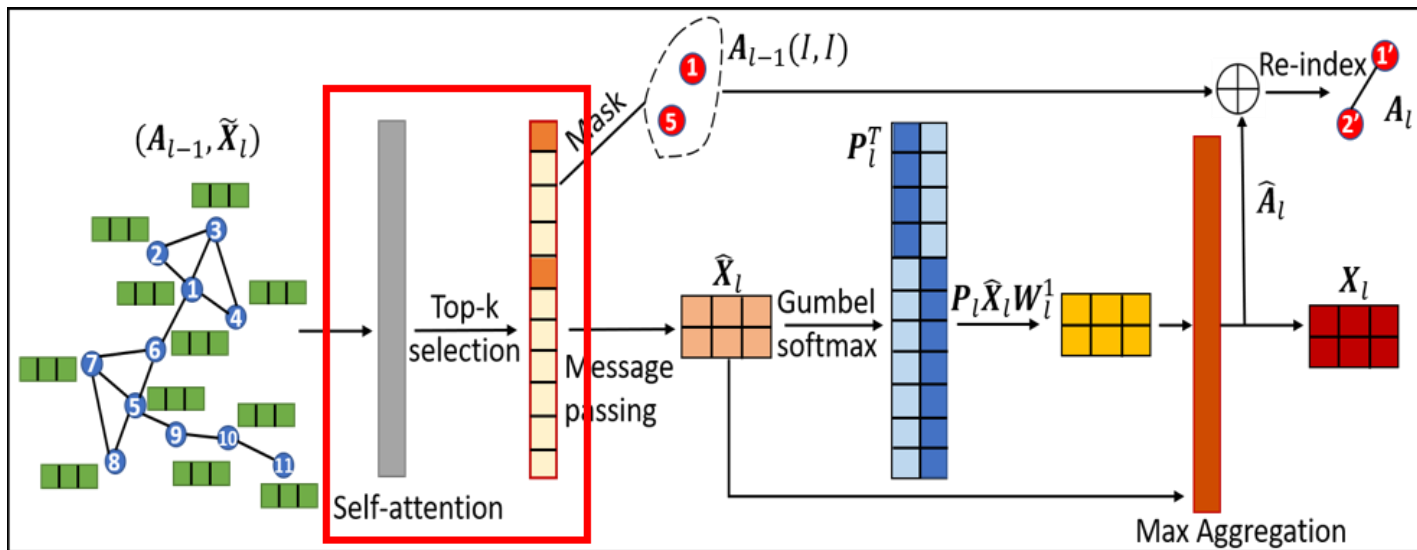 (A_{l-1}, X̃_l)
3
2
1
4
6
7
5
9
10
8
11
Self-attention
Top-k
selection
Mask
1
5
A_{l-1}(I, I)
Message
passing
X̂_l
Gumbel
softmax
P_l^T
P_l X̂_l W_l^1
Max Aggregation
Â_l
Re-index
1'
2'
A_l
X_l